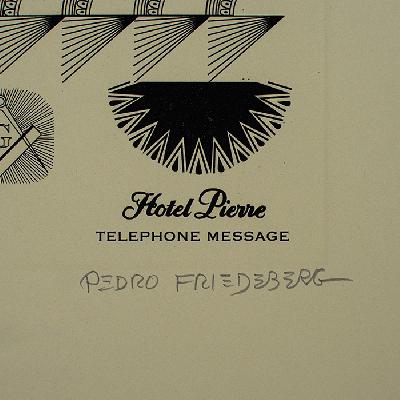 Hotel Pierre
TELEPHONE MESSAGE
PEDRO FRIEDEBERG